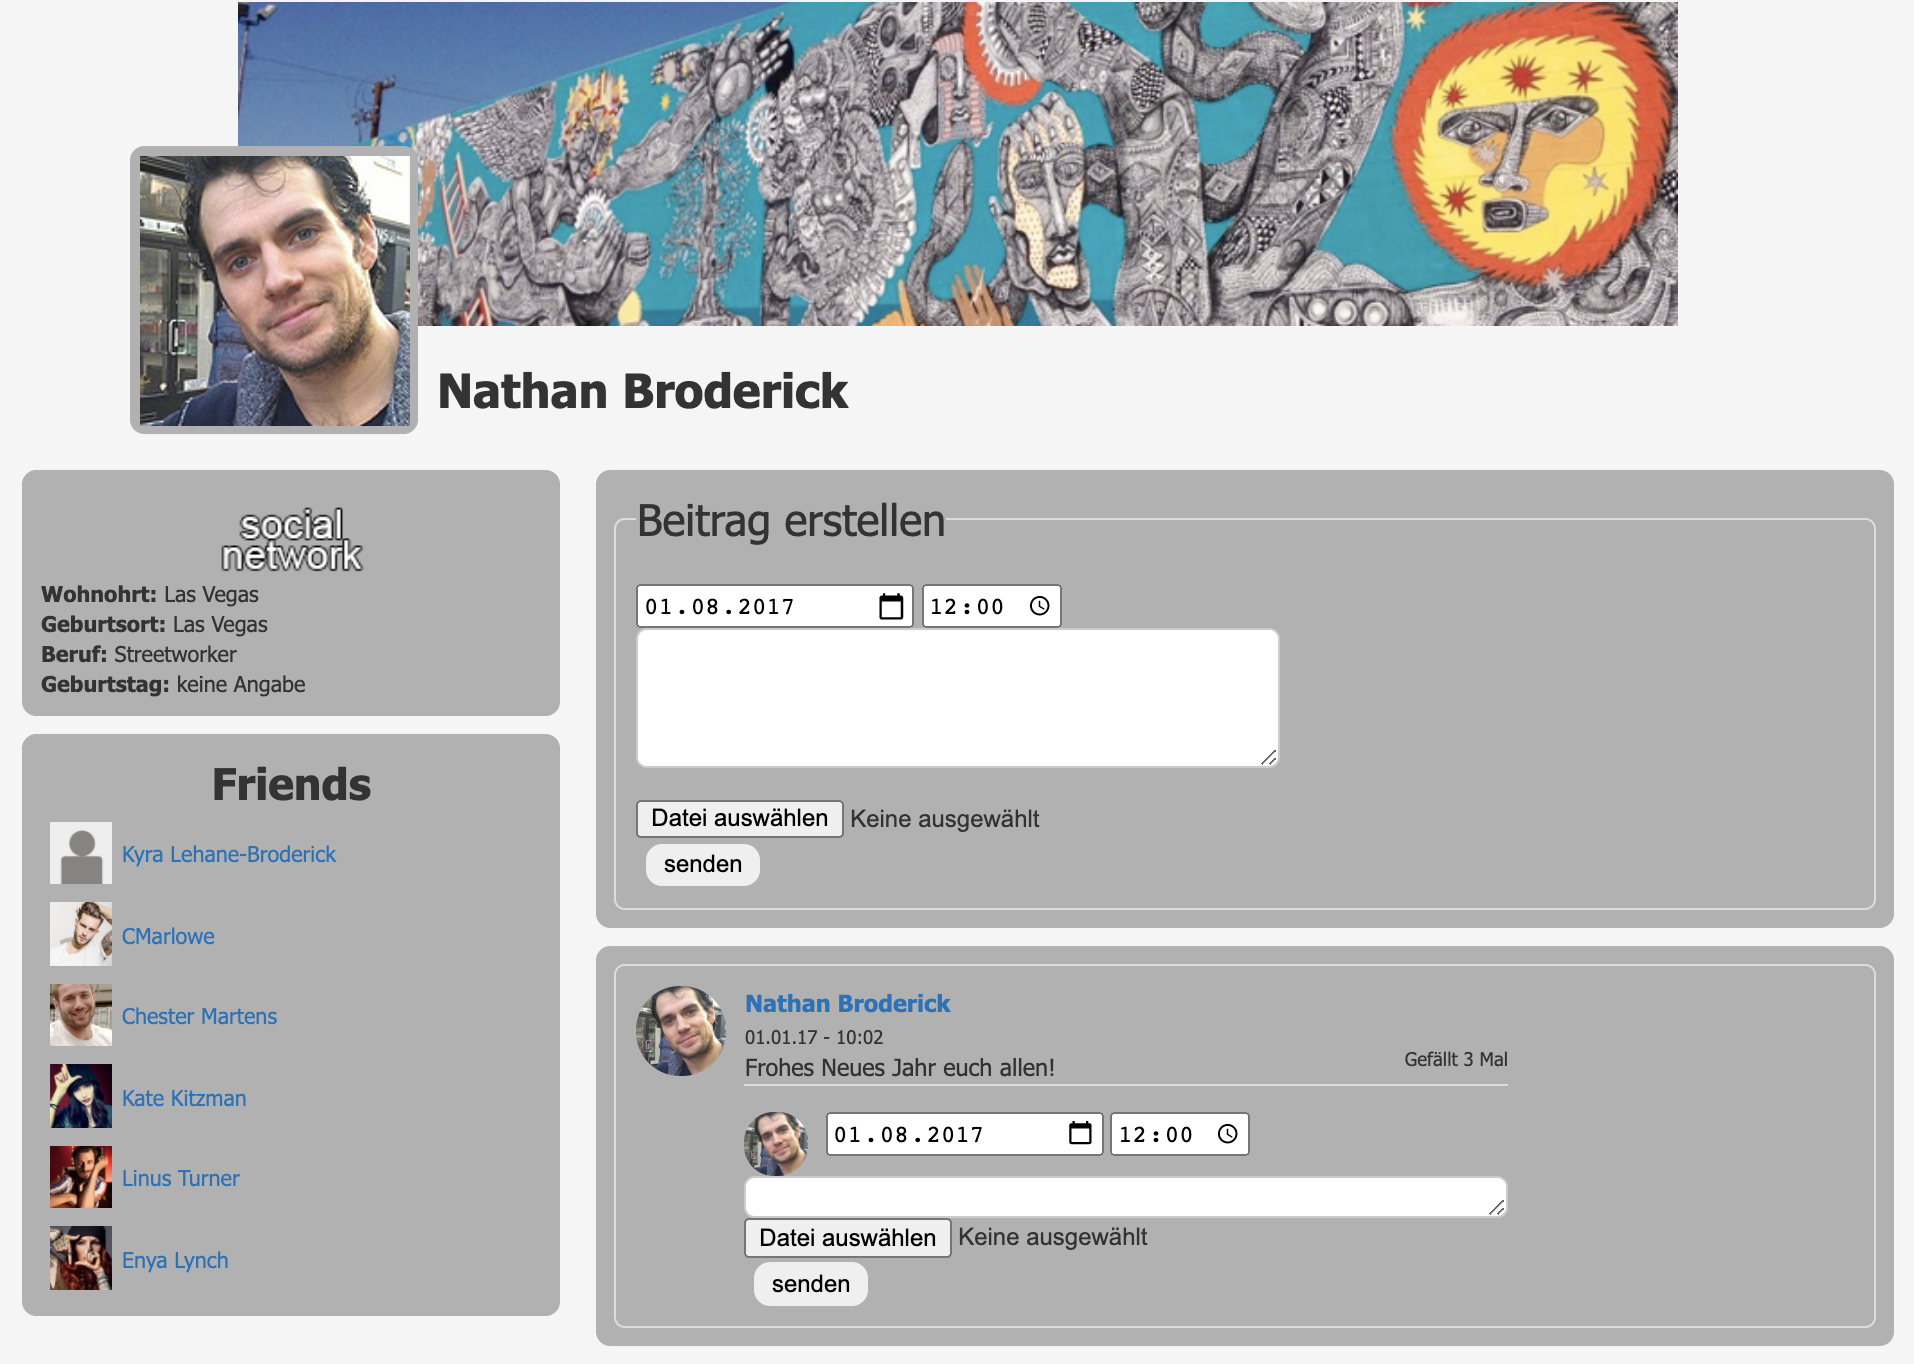 Nathan Broderick
social
network
Wohnohrt: Las Vegas
Geburtsort: Las Vegas
Beruf: Streetworker
Geburtstag: keine Angabe
Friends
Kyra Lehane-Broderick
CMarlowe
Chester Martens
Kate Kitzman
Linus Turner
Enya Lynch
Beitrag erstellen
01.08.2017 12:00
Datei auswählen Keine ausgewählt
senden
Nathan Broderick
01.01.17 - 10:02
Frohes Neues Jahr euch allen!
Gefällt 3 Mal
01.08.2017 12:00
Datei auswählen Keine ausgewählt
senden